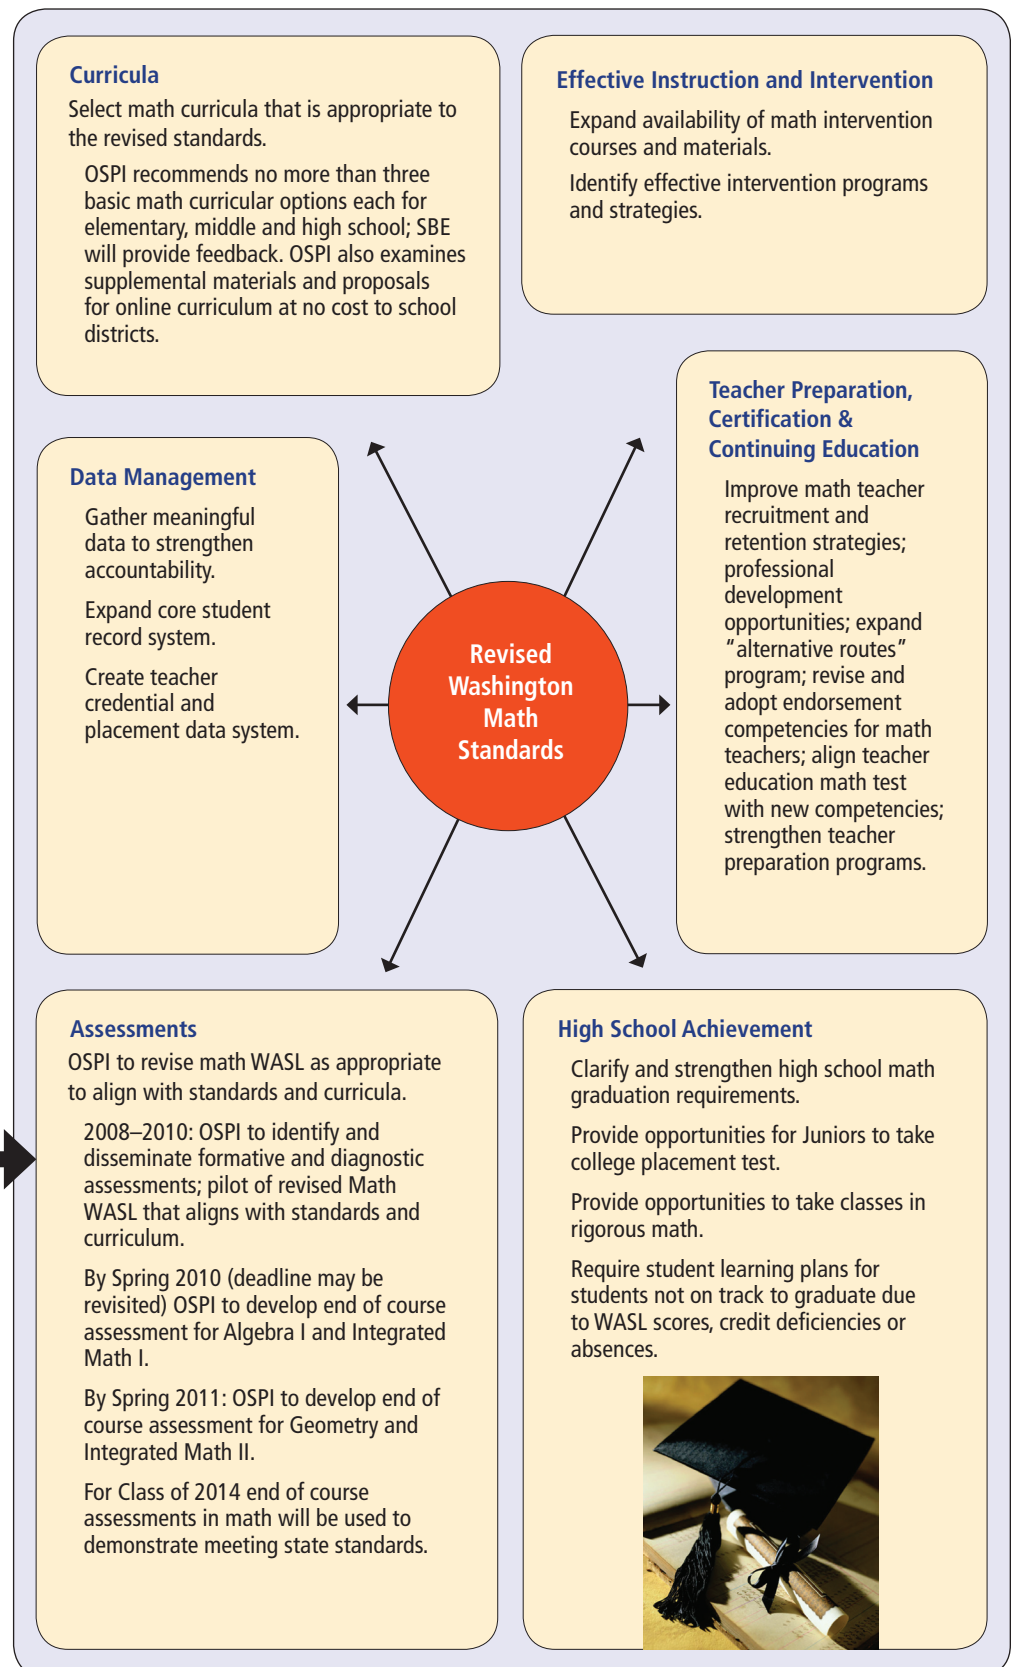 Curricula
Select math curricula that is appropriate to
the revised standards.
OSPI recommends no more than three
basic math curricular options each for
elementary, middle and high school; SBE
will provide feedback. OSPI also examines
supplemental materials and proposals
for online curriculum at no cost to school
districts.
Effective Instruction and Intervention
Expand availability of math intervention
courses and materials.
Identify effective intervention programs
and strategies.
Data Management
Gather meaningful
data to strengthen
accountability.
Expand core student
record system.
Create teacher
credential and
placement data system.
Revised
Washington
Math
Standards
Teacher Preparation,
Certification &
Continuing Education
Improve math teacher
recruitment and
retention strategies;
professional
development
opportunities; expand
“alternative routes”
program; revise and
adopt endorsement
competencies for math
teachers; align teacher
education math test
with new competencies;
strengthen teacher
preparation programs.
Assessments
OSPI to revise math WASL as appropriate
to align with standards and curricula.
2008–2010: OSPI to identify and
disseminate formative and diagnostic
assessments; pilot of revised Math
WASL that aligns with standards and
curriculum.
By Spring 2010 (deadline may be
revisited) OSPI to develop end of course
assessment for Algebra I and Integrated
Math I.
By Spring 2011: OSPI to develop end of
course assessment for Geometry and
Integrated Math II.
For Class of 2014 end of course
assessments in math will be used to
demonstrate meeting state standards.
High School Achievement
Clarify and strengthen high school math
graduation requirements.
Provide opportunities for Juniors to take
college placement test.
Provide opportunities to take classes in
rigorous math.
Require student learning plans for
students not on track to graduate due
to WASL scores, credit deficiencies or
absences.